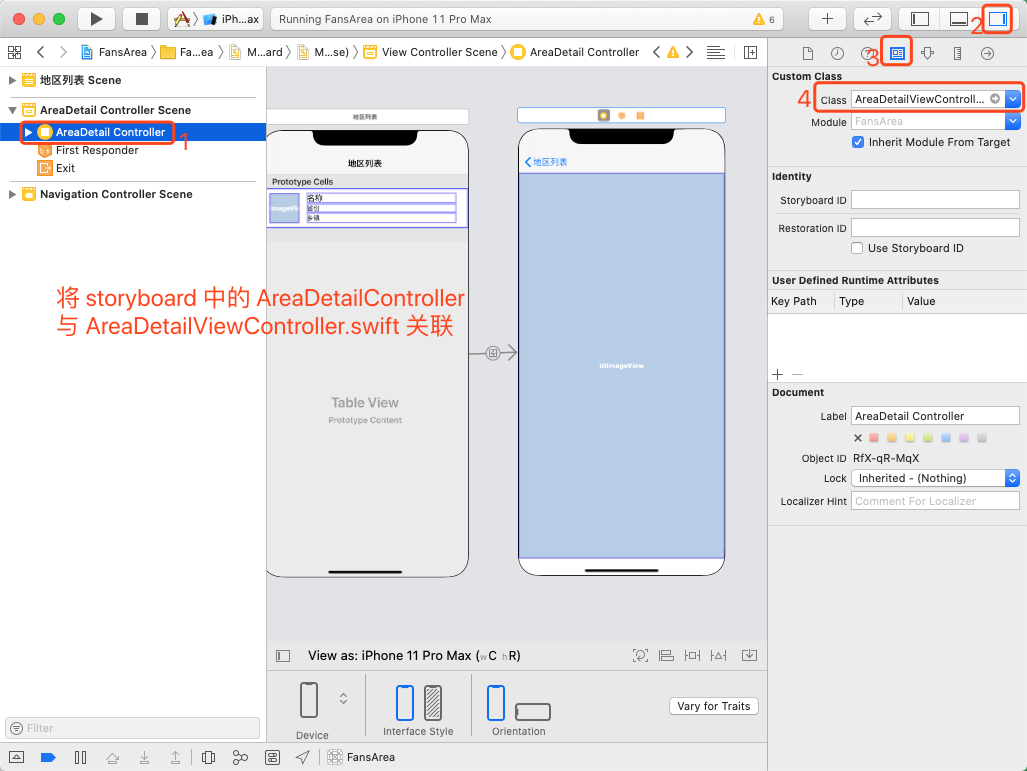 iPh...ax
Running FansArea on iPhone 11 Pro Max
6
2
FansArea
Fa...ea
M...ard
M...se)
View Controller Scene
AreaDetail Controller
3
地区列表 Scene
AreaDetail Controller Scene
AreaDetail Controller
1
First Responder
Exit
Navigation Controller Scene
Filter
地区列表
地区列表
Prototype Cells
名称
省份
乡镇
Table View
Prototype Content
地区列表
UIImageView
将 storyboard 中的 AreaDetailController
与 AreaDetailViewController.swift 关联
View as: iPhone 11 Pro Max (wC hR)
Device
Interface Style
Orientation
Vary for Traits
FansArea
Custom Class
4
Class AreaDetailViewControll...
Module FansArea
Inherit Module From Target
Identity
Storyboard ID
Restoration ID
Use Storyboard ID
User Defined Runtime Attributes
Key Path Type Value
Document
Label AreaDetail Controller
Object ID RfX-qR-MqX
Lock Inherited - (Nothing)
Localizer Hint Comment For Localizer